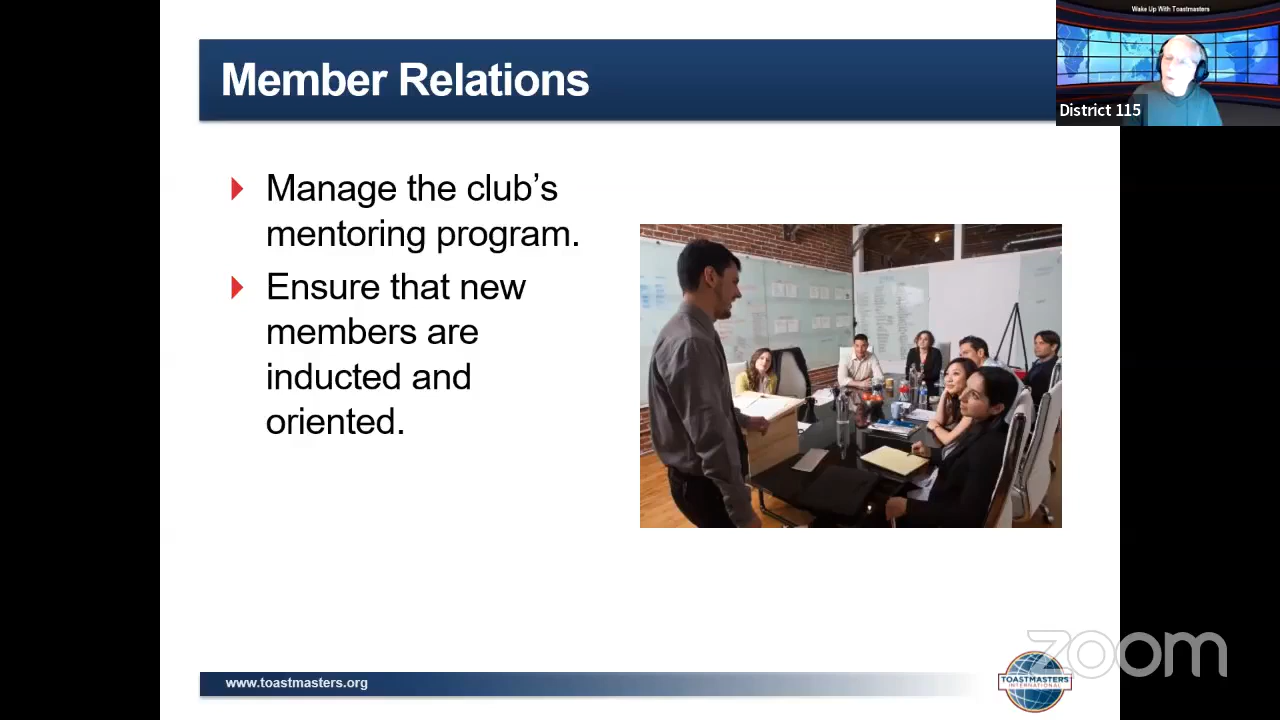 Wake Up With Toastmasters
District 115
Member Relations
Manage the club's
mentoring program.
Ensure that new
members are
inducted and
oriented.
www.toastmasters.org
TOASTMASTERS
INTERNATIONAL
zoom